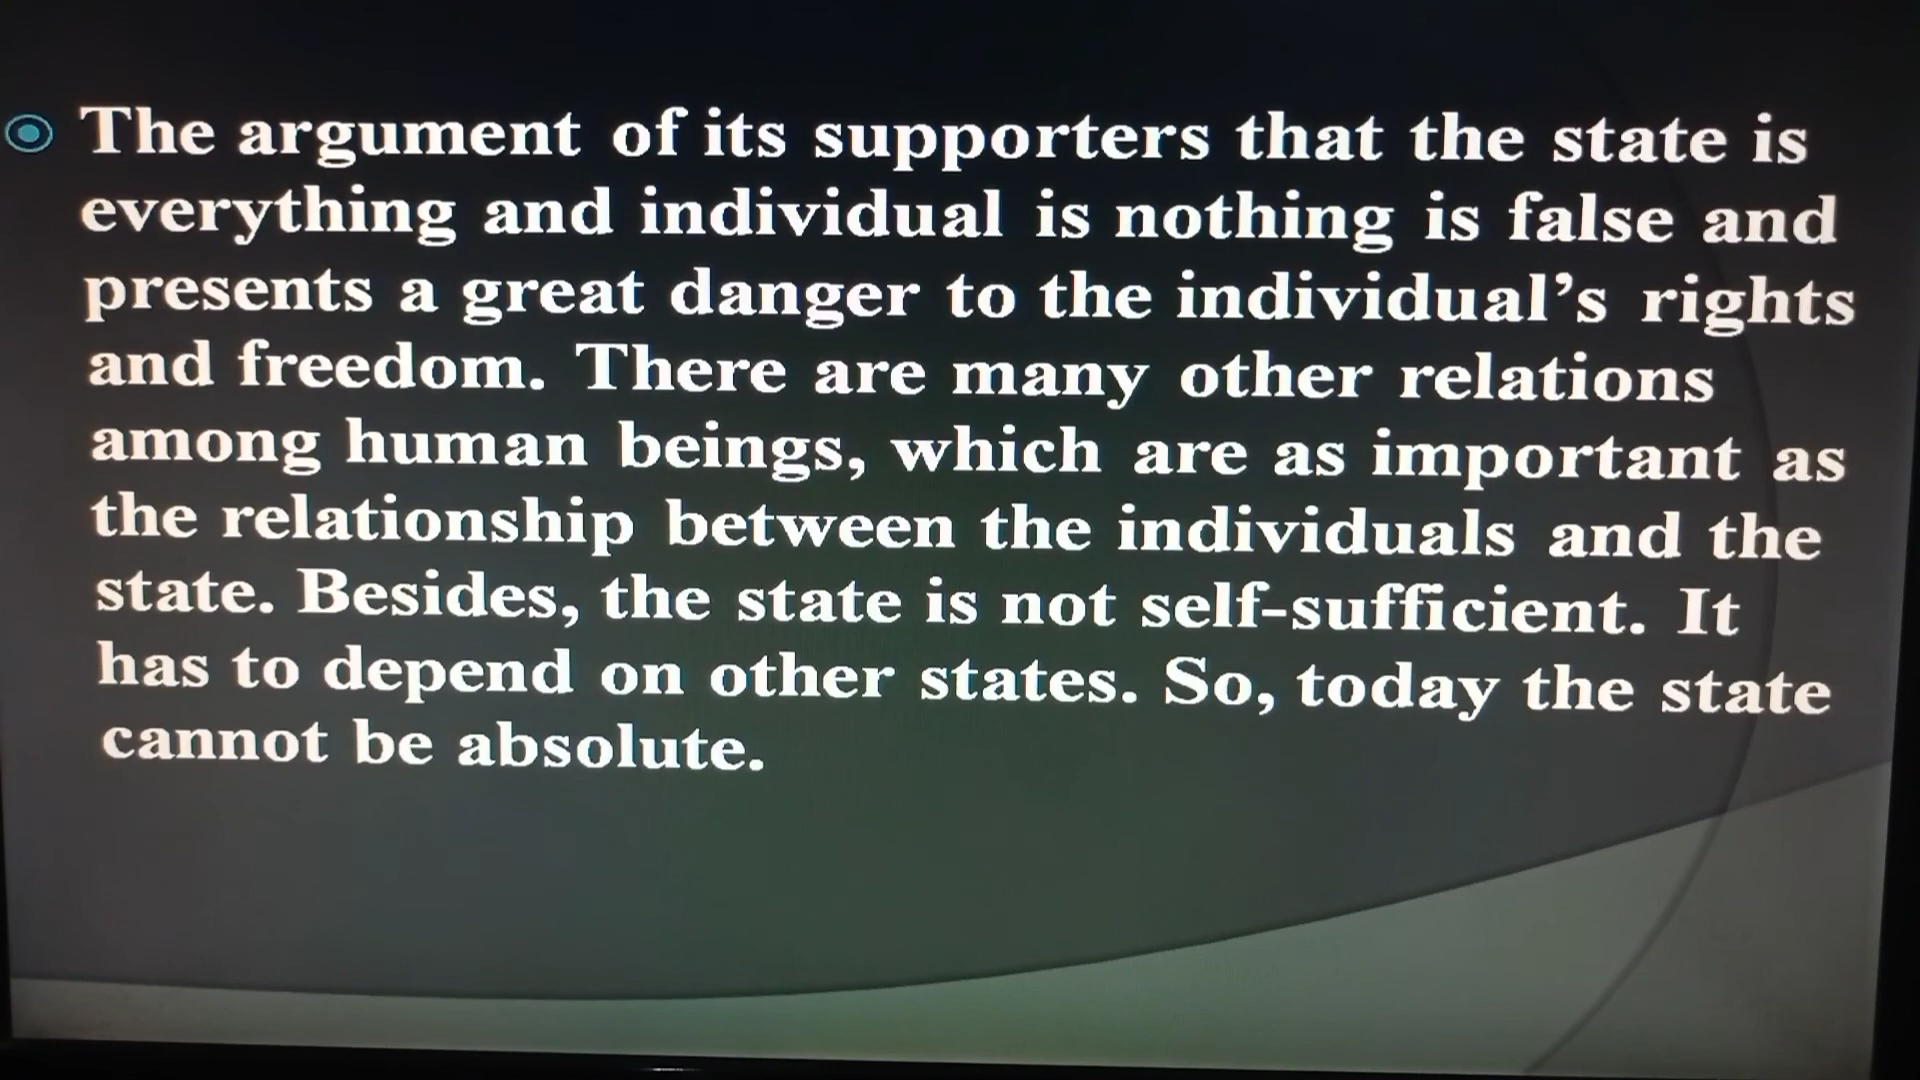 The argument of its supporters that the state is
everything and individual is nothing is false and
presents a great danger to the individual’s rights
and freedom. There are many other relations
among human beings, which are as important as
the relationship between the individuals and the
state. Besides, the state is not self-sufficient. It
has to depend on other states. So, today the state
cannot be absolute.